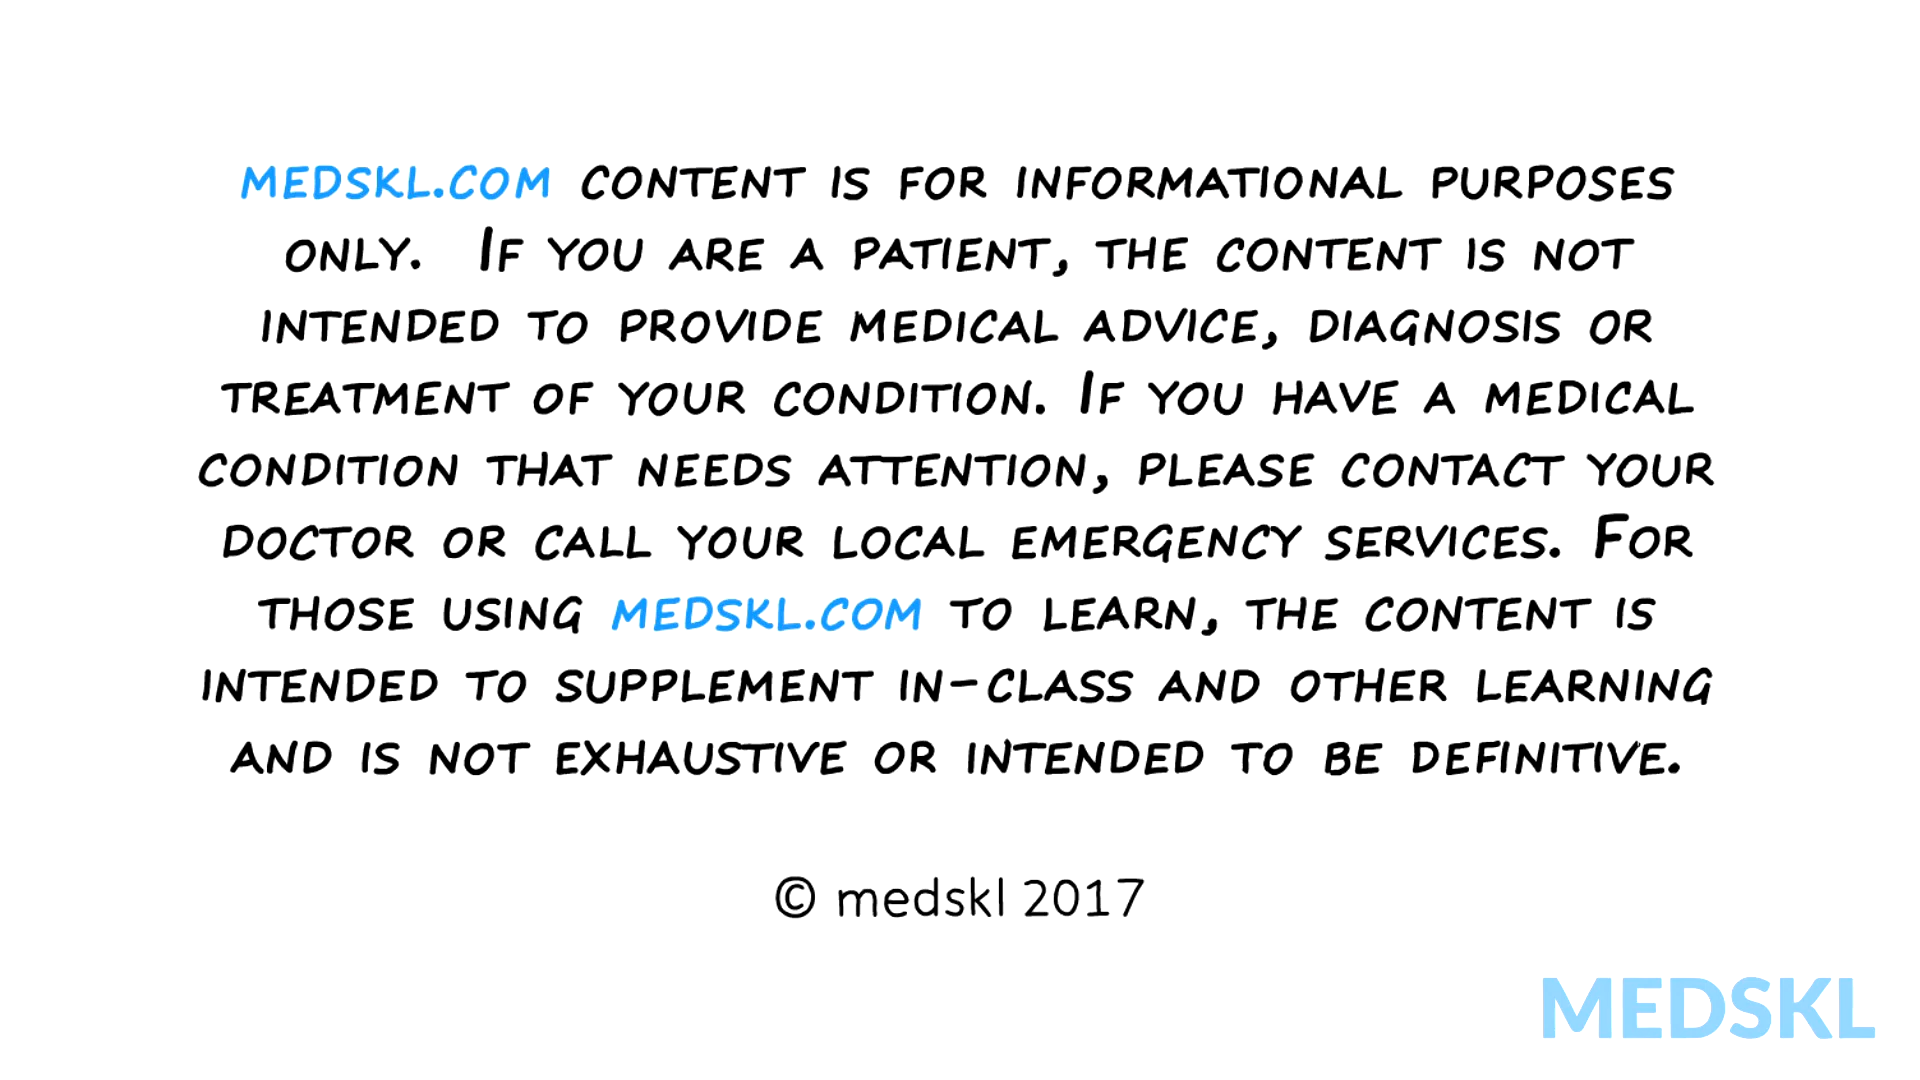 MEDSKL.COM CONTENT IS FOR INFORMATIONAL PURPOSES
ONLY. IF YOU ARE A PATIENT, THE CONTENT IS NOT
INTENDED TO PROVIDE MEDICAL ADVICE, DIAGNOSIS OR
TREATMENT OF YOUR CONDITION. IF YOU HAVE A MEDICAL
CONDITION THAT NEEDS ATTENTION, PLEASE CONTACT YOUR
DOCTOR OR CALL YOUR LOCAL EMERGENCY SERVICES. FOR
THOSE USING MEDSKL.COM TO LEARN, THE CONTENT IS
INTENDED TO SUPPLEMENT IN-CLASS AND OTHER LEARNING
AND IS NOT EXHAUSTIVE OR INTENDED TO BE DEFINITIVE.
© medskl 2017
MEDSKL